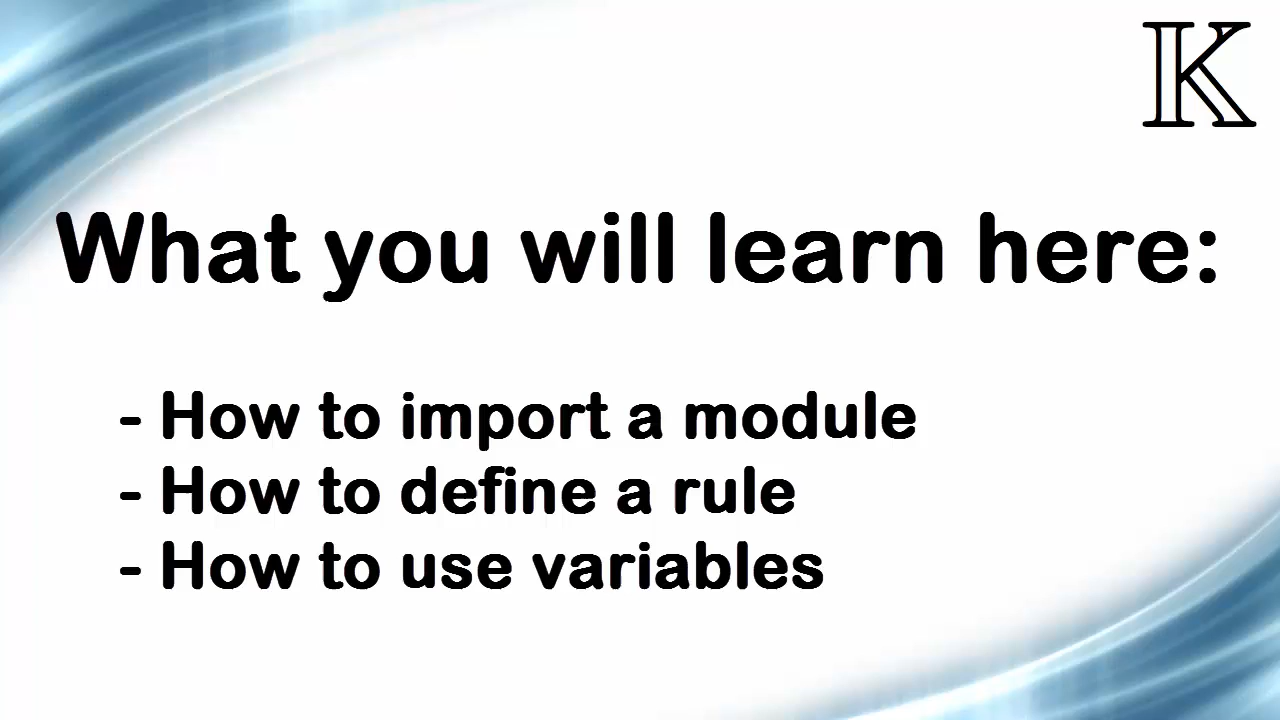 K
What you will learn here:
- How to import a module
- How to define a rule
- How to use variables